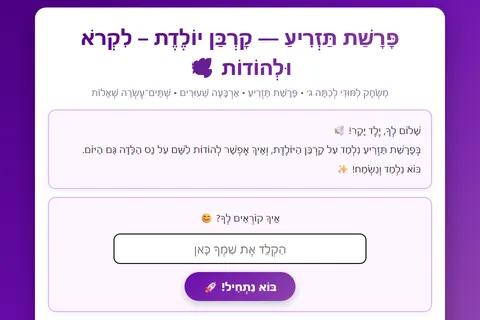 פָּרָשַׁת תַּזְרִיעַ — קָרְבַּן יוֹלֶדֶת – לִקְרֹא
וּלְהוֹדוֹת 🕊️
מִשְׂחָק לִמּוּדִי לְכִתָּה ג׳ • פָּרָשַׁת תַּזְרִיעַ • אַרְבָּעָה שִׁעוּרִים • שְׁתֵּים־עֶשְׂרֵה שְׁאֵלוֹת
שָׁלוֹם לְךָ, יֶלֶד יָקָר! 🕊️
בְּפָרָשַׁת תַּזְרִיעַ נִלְמַד עַל קָרְבַּן הַיּוֹלֶדֶת, וְאֵיךְ אֶפְשָׁר לְהוֹדוֹת לַשֵּׁם עַל נֵס הַלֵּדָה גַּם הַיּוֹם.
בּוֹא נִלְמַד וְנִשְׂמַח! ✨
אֵיךְ קוֹרְאִים לְךָ? 😊
הַקְלֵד אֶת שִׁמְךָ כָּאן
בּוֹא נַתְחִיל! 🚀